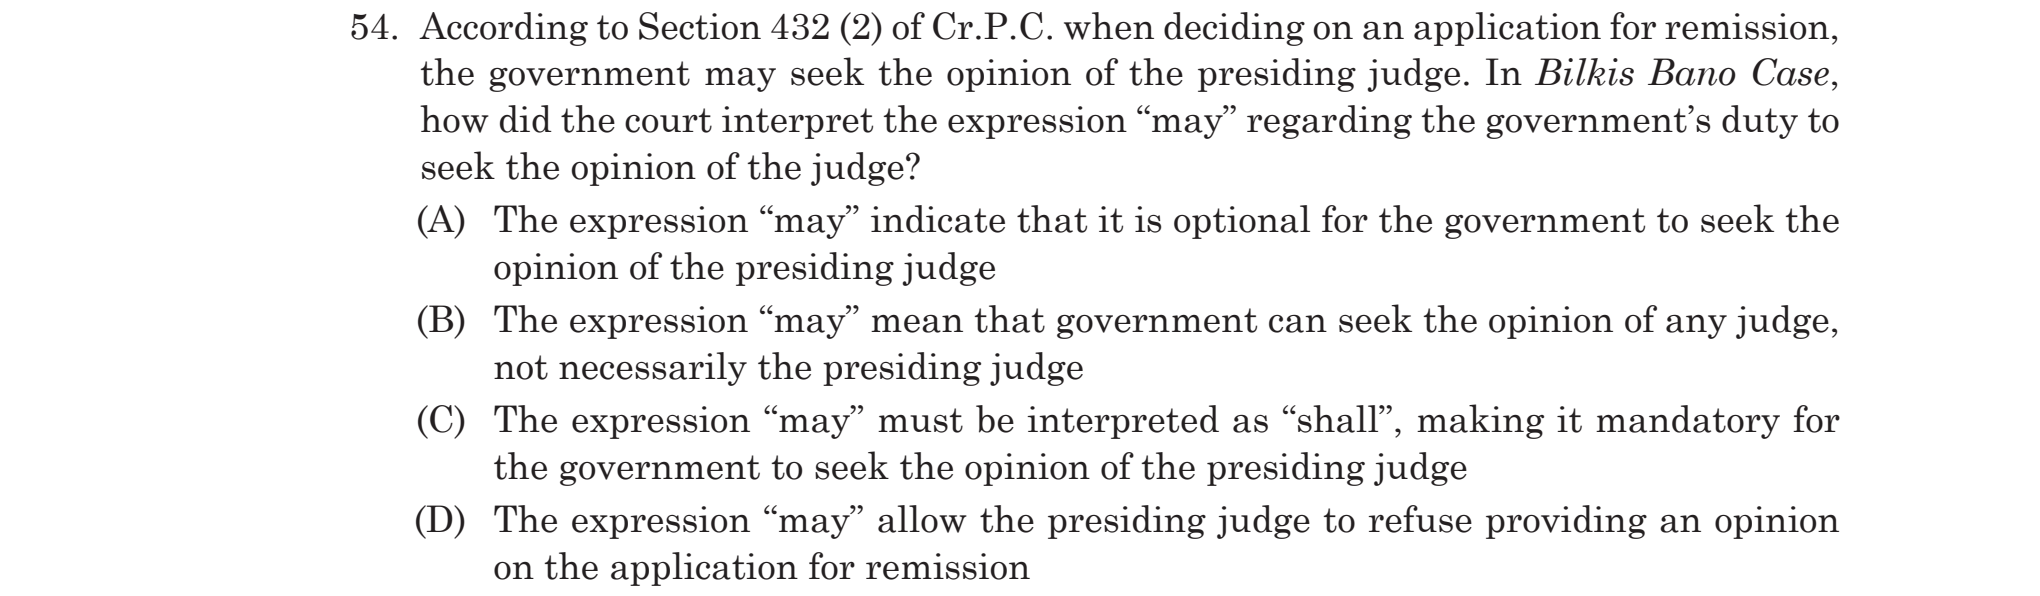 54. According to Section 432 (2) of Cr.P.C. when deciding on an application for remission,
the government may seek the opinion of the presiding judge. In Bilkis Bano Case,
how did the court interpret the expression “may” regarding the government’s duty to
seek the opinion of the judge?
(A) The expression “may” indicate that it is optional for the government to seek the
opinion of the presiding judge
(B) The expression “may” mean that government can seek the opinion of any judge,
not necessarily the presiding judge
(C) The expression “may” must be interpreted as “shall”, making it mandatory for
the government to seek the opinion of the presiding judge
(D) The expression “may” allow the presiding judge to refuse providing an opinion
on the application for remission